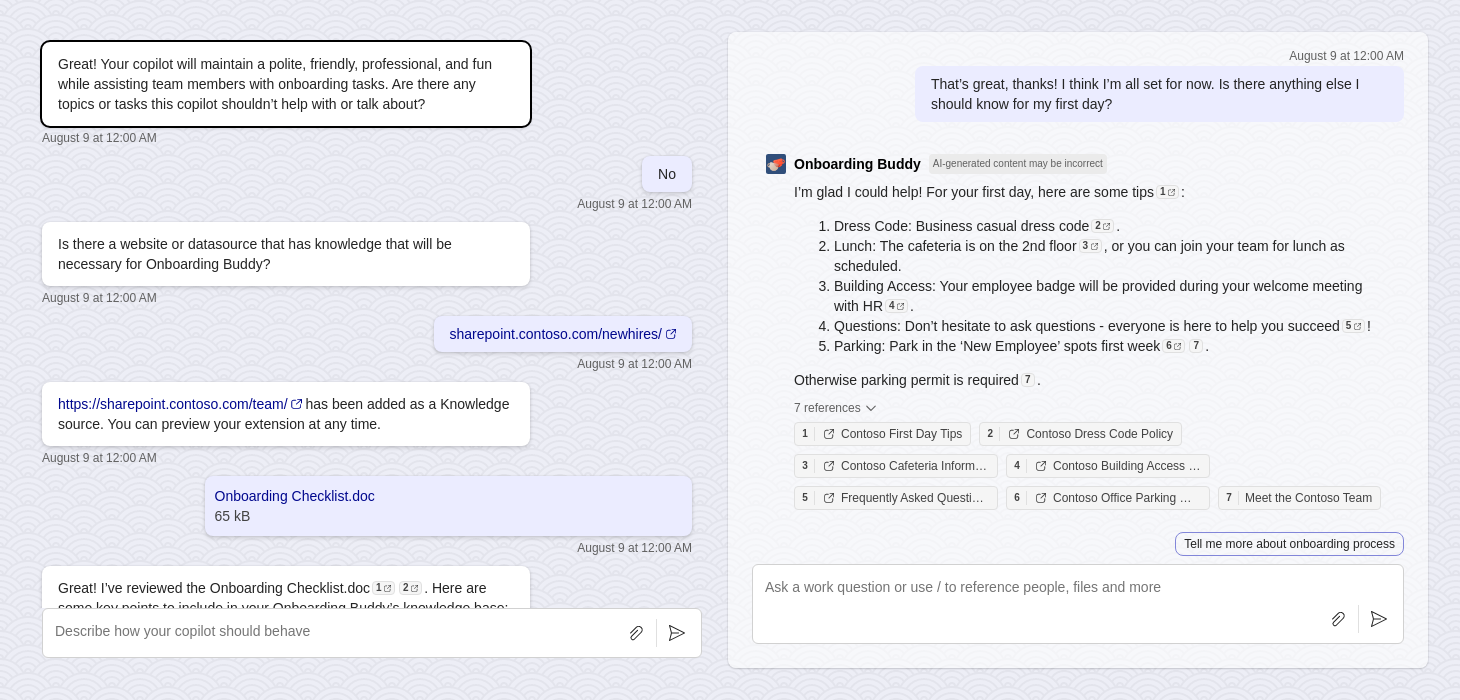 Great! Your copilot will maintain a polite, friendly, professional, and fun
while assisting team members with onboarding tasks. Are there any
topics or tasks this copilot shouldn’t help with or talk about?
August 9 at 12:00 AM
No
August 9 at 12:00 AM
Is there a website or datasource that has knowledge that will be
necessary for Onboarding Buddy?
August 9 at 12:00 AM
sharepoint.contoso.com/newhires/
August 9 at 12:00 AM
https://sharepoint.contoso.com/team/ has been added as a Knowledge
source. You can preview your extension at any time.
August 9 at 12:00 AM
Onboarding Checklist.doc
65 kB
August 9 at 12:00 AM
Great! I’ve reviewed the Onboarding Checklist.doc 1 2 . Here are
some key points to include in your Onboarding Buddy’s knowledge base:
Describe how your copilot should behave
August 9 at 12:00 AM
That’s great, thanks! I think I’m all set for now. Is there anything else I
should know for my first day?
Onboarding Buddy AI-generated content may be incorrect
I’m glad I could help! For your first day, here are some tips 1 :
1. Dress Code: Business casual dress code 2 .
2. Lunch: The cafeteria is on the 2nd floor 3 , or you can join your team for lunch as
scheduled.
3. Building Access: Your employee badge will be provided during your welcome meeting
with HR 4 .
4. Questions: Don’t hesitate to ask questions - everyone is here to help you succeed 5 !
5. Parking: Park in the ‘New Employee’ spots first week 6 7 .
Otherwise parking permit is required 7 .
7 references
1 Contoso First Day Tips 2 Contoso Dress Code Policy
3 Contoso Cafeteria Inform… 4 Contoso Building Access …
5 Frequently Asked Questi… 6 Contoso Office Parking … 7 Meet the Contoso Team
Tell me more about onboarding process
Ask a work question or use / to reference people, files and more